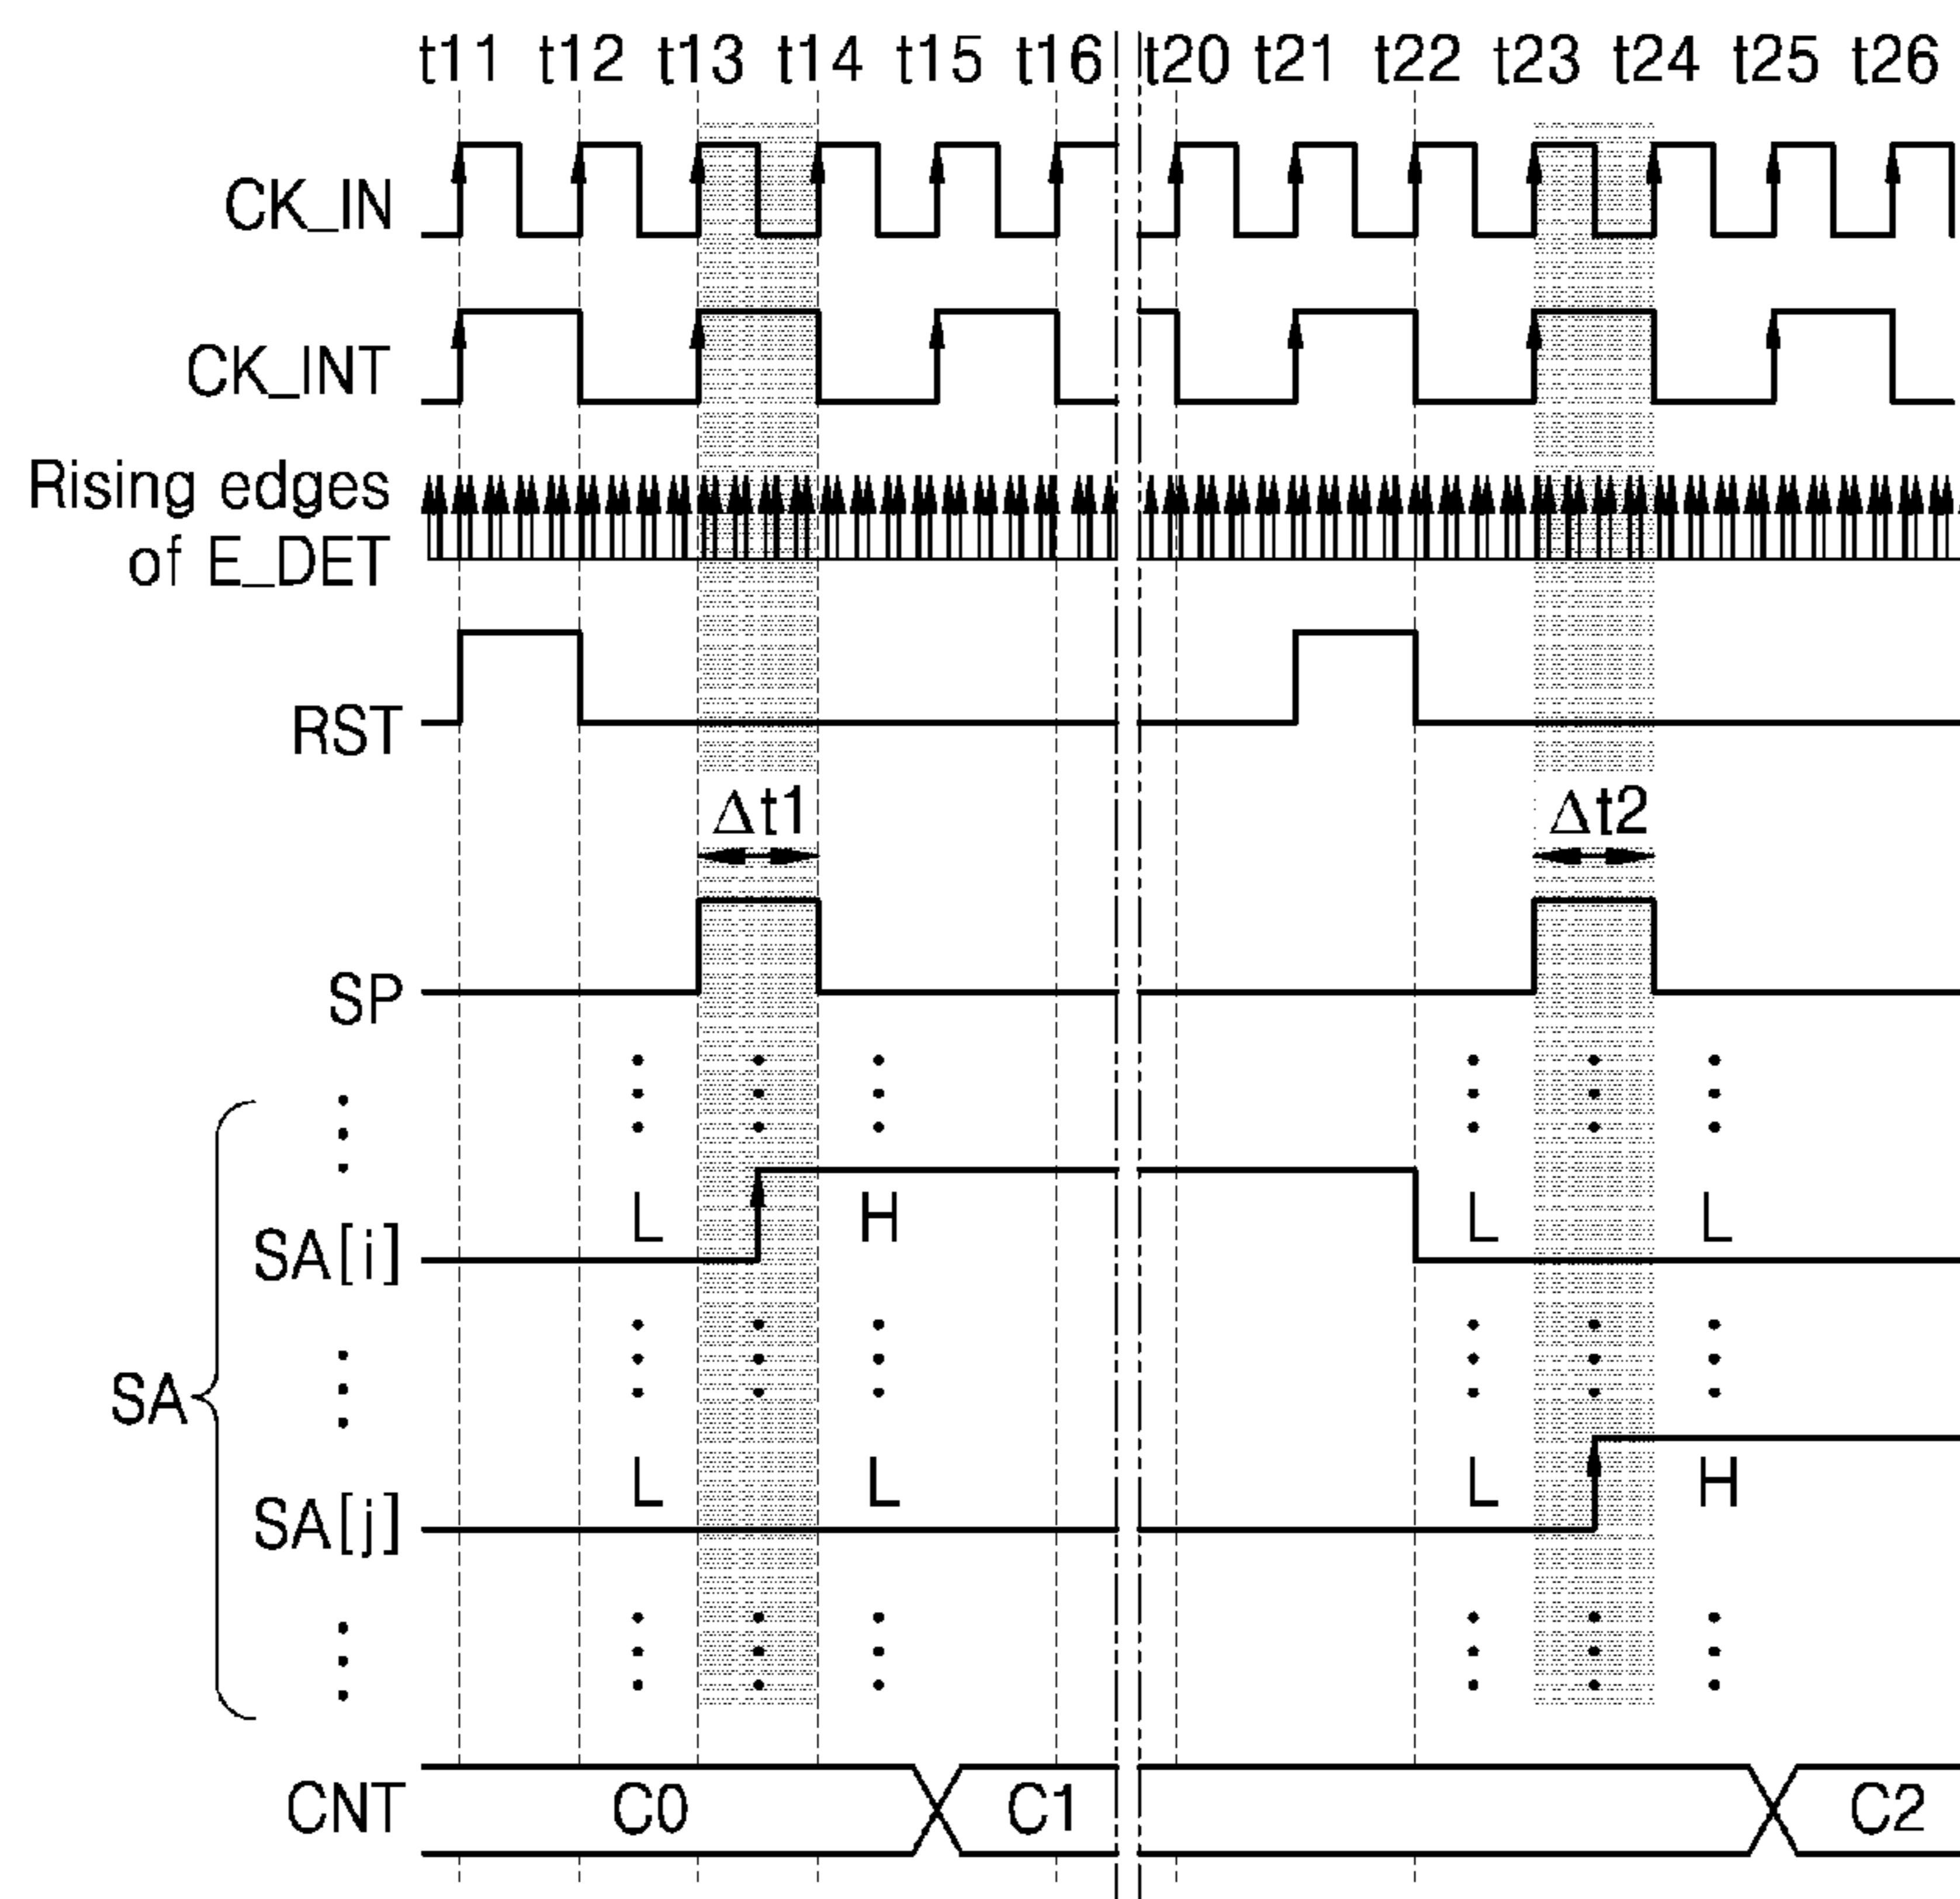 t11 t12 t13 t14 t15 t16 t20 t21 t22 t23 t24 t25 t26
CK_IN
CK_INT
Rising edges
of E_DET
RST
Δt1 Δt2
SP
L H L L
SA[i]
SA
L L L H
SA[j]
CNT C0 C1 C2